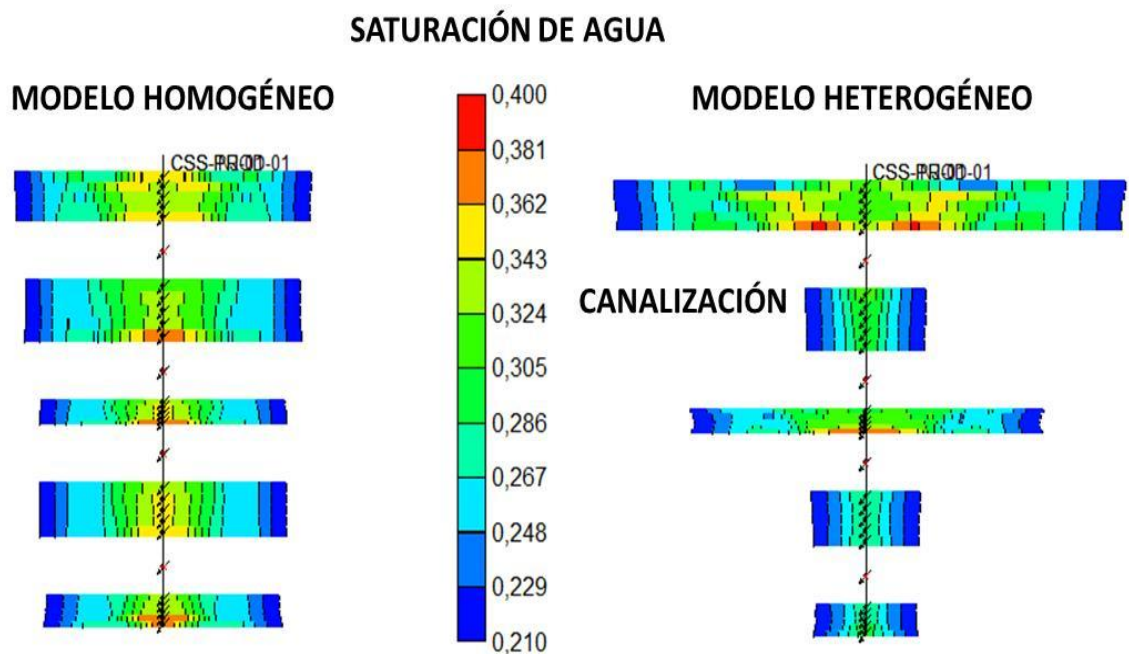 SATURACIÓN DE AGUA
MODELO HOMOGÉNEO
MODELO HETEROGÉNEO
CANALIZACIÓN
0,400
0,381
0,362
0,343
0,324
0,305
0,286
0,267
0,248
0,229
0,210